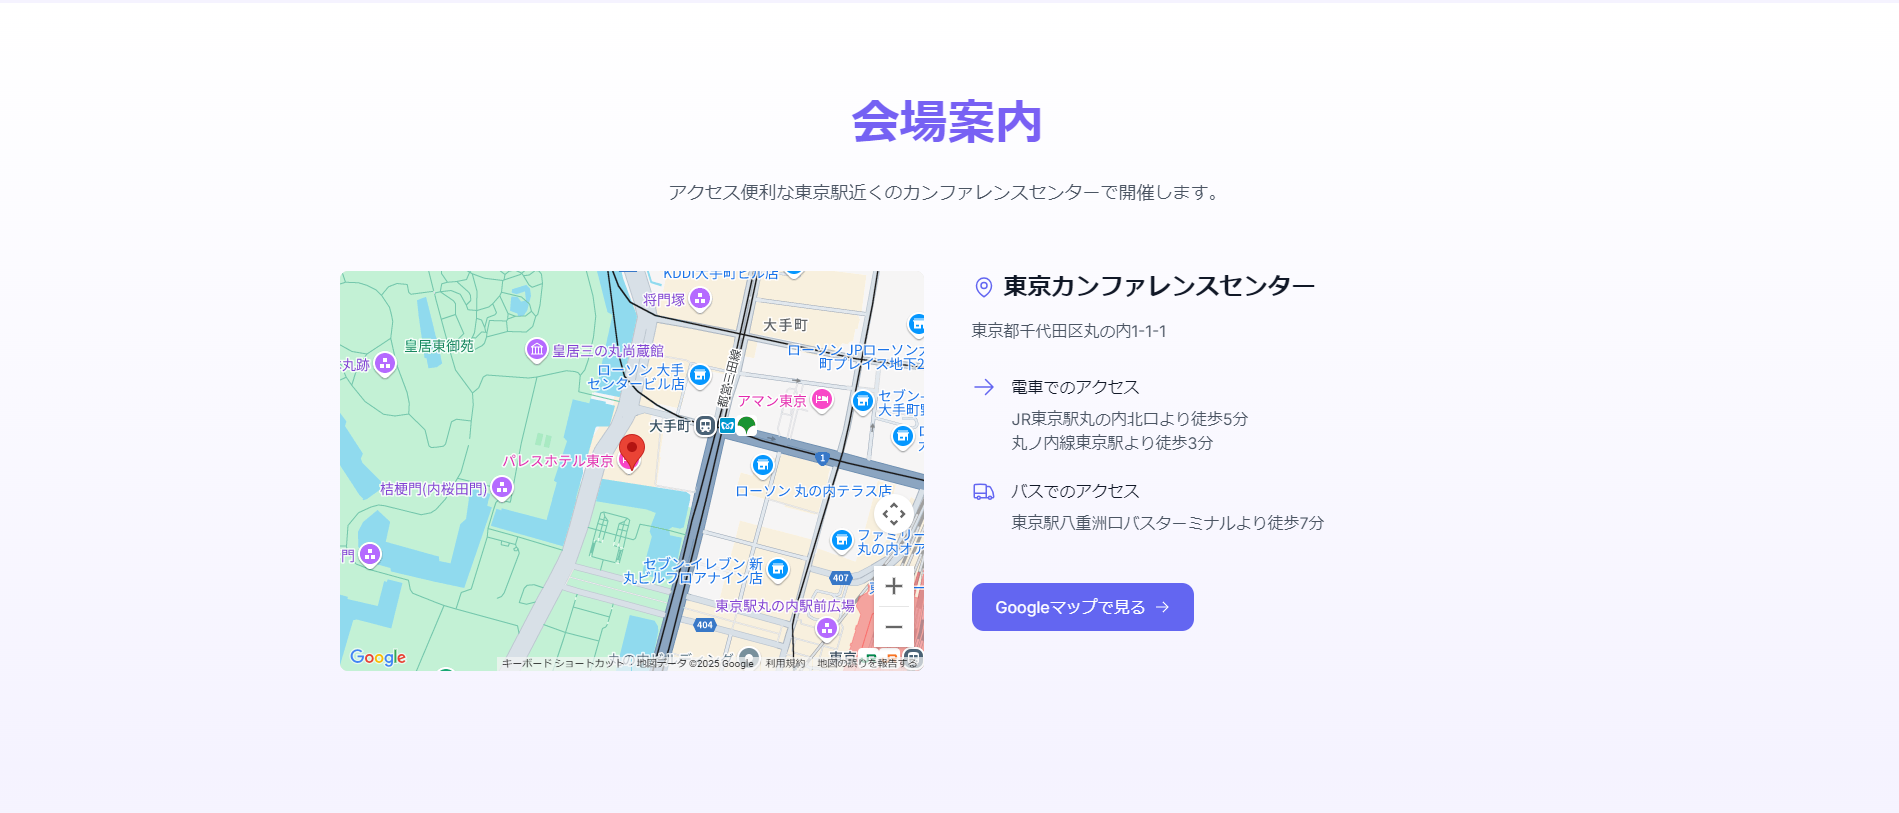 会場案内
アクセス便利な東京駅近くのカンファレンスセンターで開催します。
KDDI大手町ビル店
将門塚
大手町
皇居東御苑
皇居三の丸尚蔵館
丸跡
ローソン 大手
センタービル店
都営三田線
ローソン JPローソン大
町プレイス地下2
アマン東京
セブン-
大手町野
大手町
1
パレスホテル東京
桔梗門(内桜田門)
ローソン 丸の内テラス店
門
ファミリー
丸の内オア
セブン-イレブン 新
丸ビルフロアナイン店
407
東京駅丸の内駅前広場
404
Google
キーボード ショートカット
地図データ ©2025 Google
利用規約
地図の誤りを報告する
東京カンファレンスセンター
東京都千代田区丸の内1-1-1
電車でのアクセス
JR東京駅丸の内北口より徒歩5分
丸ノ内線東京駅より徒歩3分
バスでのアクセス
東京駅八重洲口バスターミナルより徒歩7分
Googleマップで見る